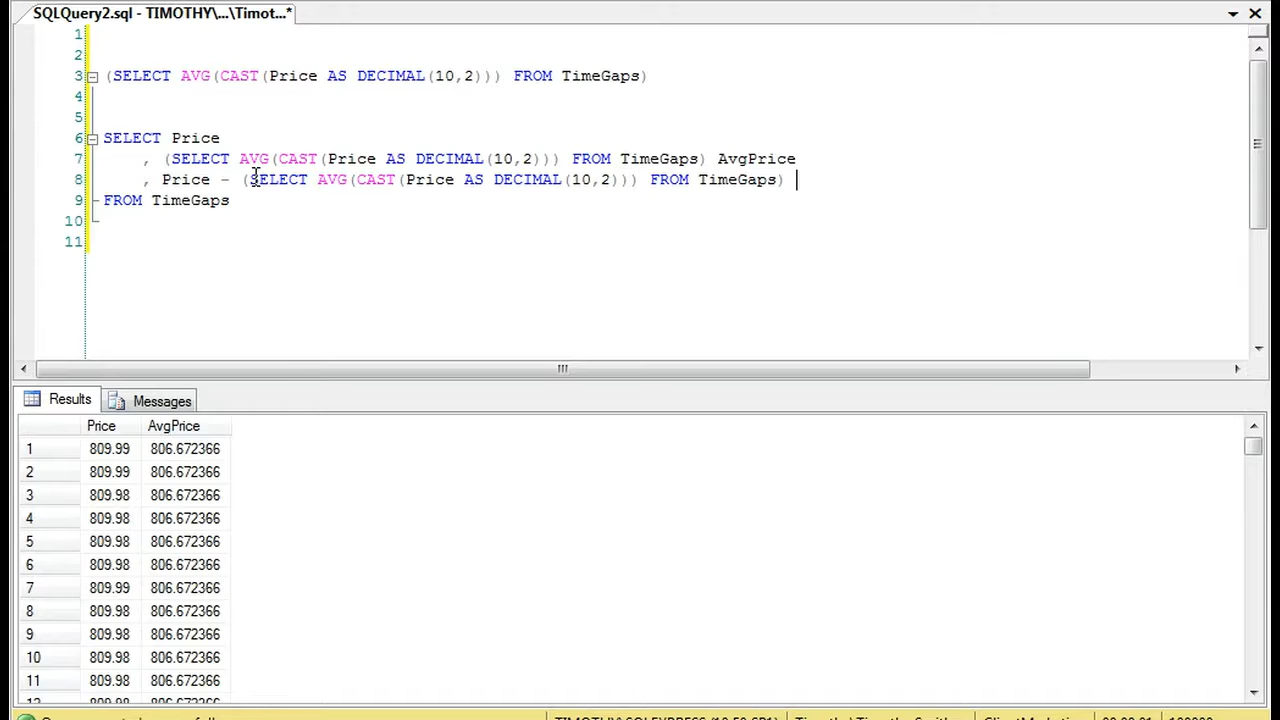 SQLQuery2.sql - TIMOTHY\...\Timot...*
1
2
3 (SELECT AVG(CAST(Price AS DECIMAL(10,2))) FROM TimeGaps)
4
5
6 SELECT Price
7 , (SELECT AVG(CAST(Price AS DECIMAL(10,2))) FROM TimeGaps) AvgPrice
8 , Price - (SELECT AVG(CAST(Price AS DECIMAL(10,2))) FROM TimeGaps)
9 FROM TimeGaps
10
11
Results Messages
Price AvgPrice
1 809.99 806.672366
2 809.99 806.672366
3 809.98 806.672366
4 809.98 806.672366
5 809.98 806.672366
6 809.98 806.672366
7 809.99 806.672366
8 809.98 806.672366
9 809.98 806.672366
10 809.98 806.672366
11 809.98 806.672366